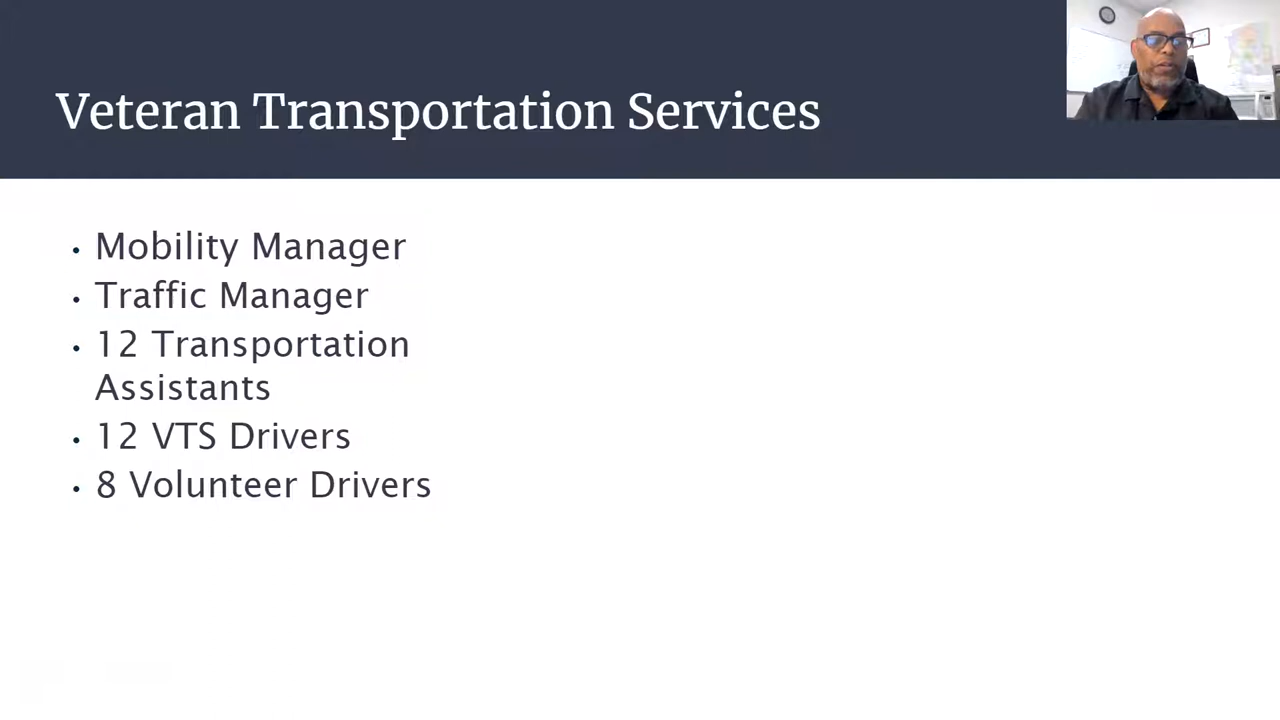 Veteran Transportation Services
• Mobility Manager
• Traffic Manager
• 12 Transportation
Assistants
• 12 VTS Drivers
• 8 Volunteer Drivers